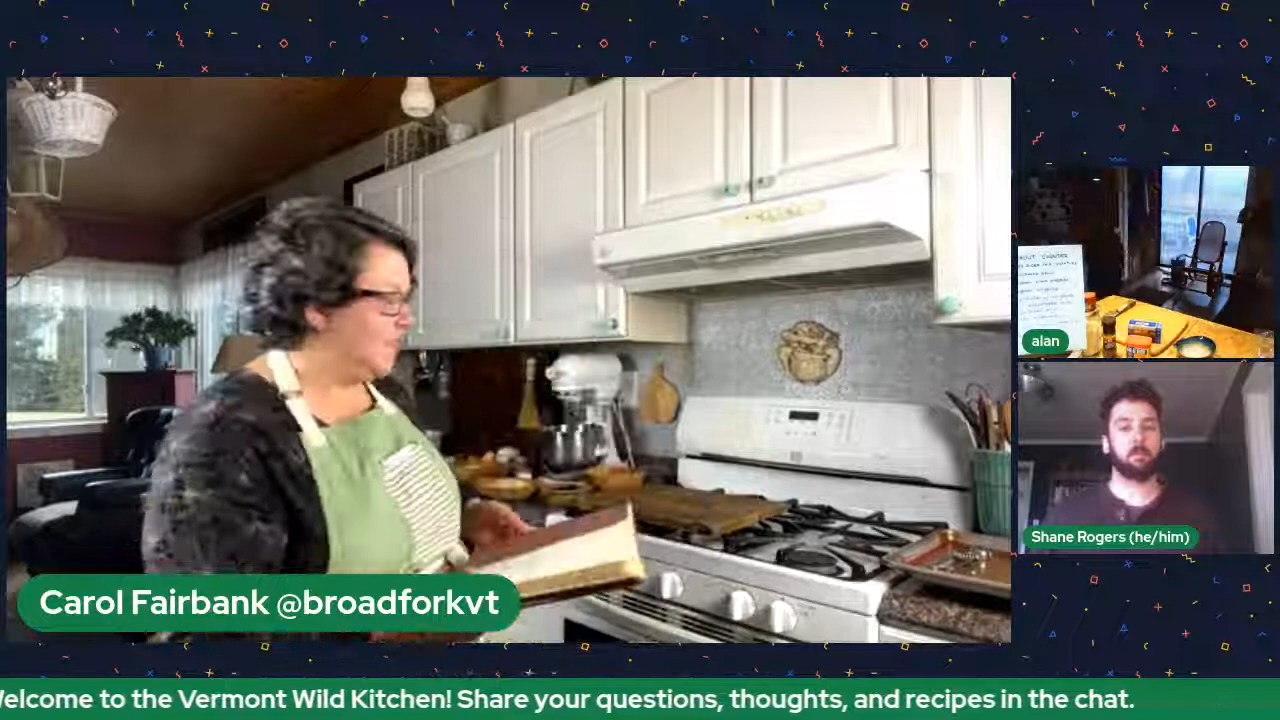 alan
Shane Rogers (he/him)
Carol Fairbank @broadforkvt
Welcome to the Vermont Wild Kitchen! Share your questions, thoughts, and recipes in the chat.